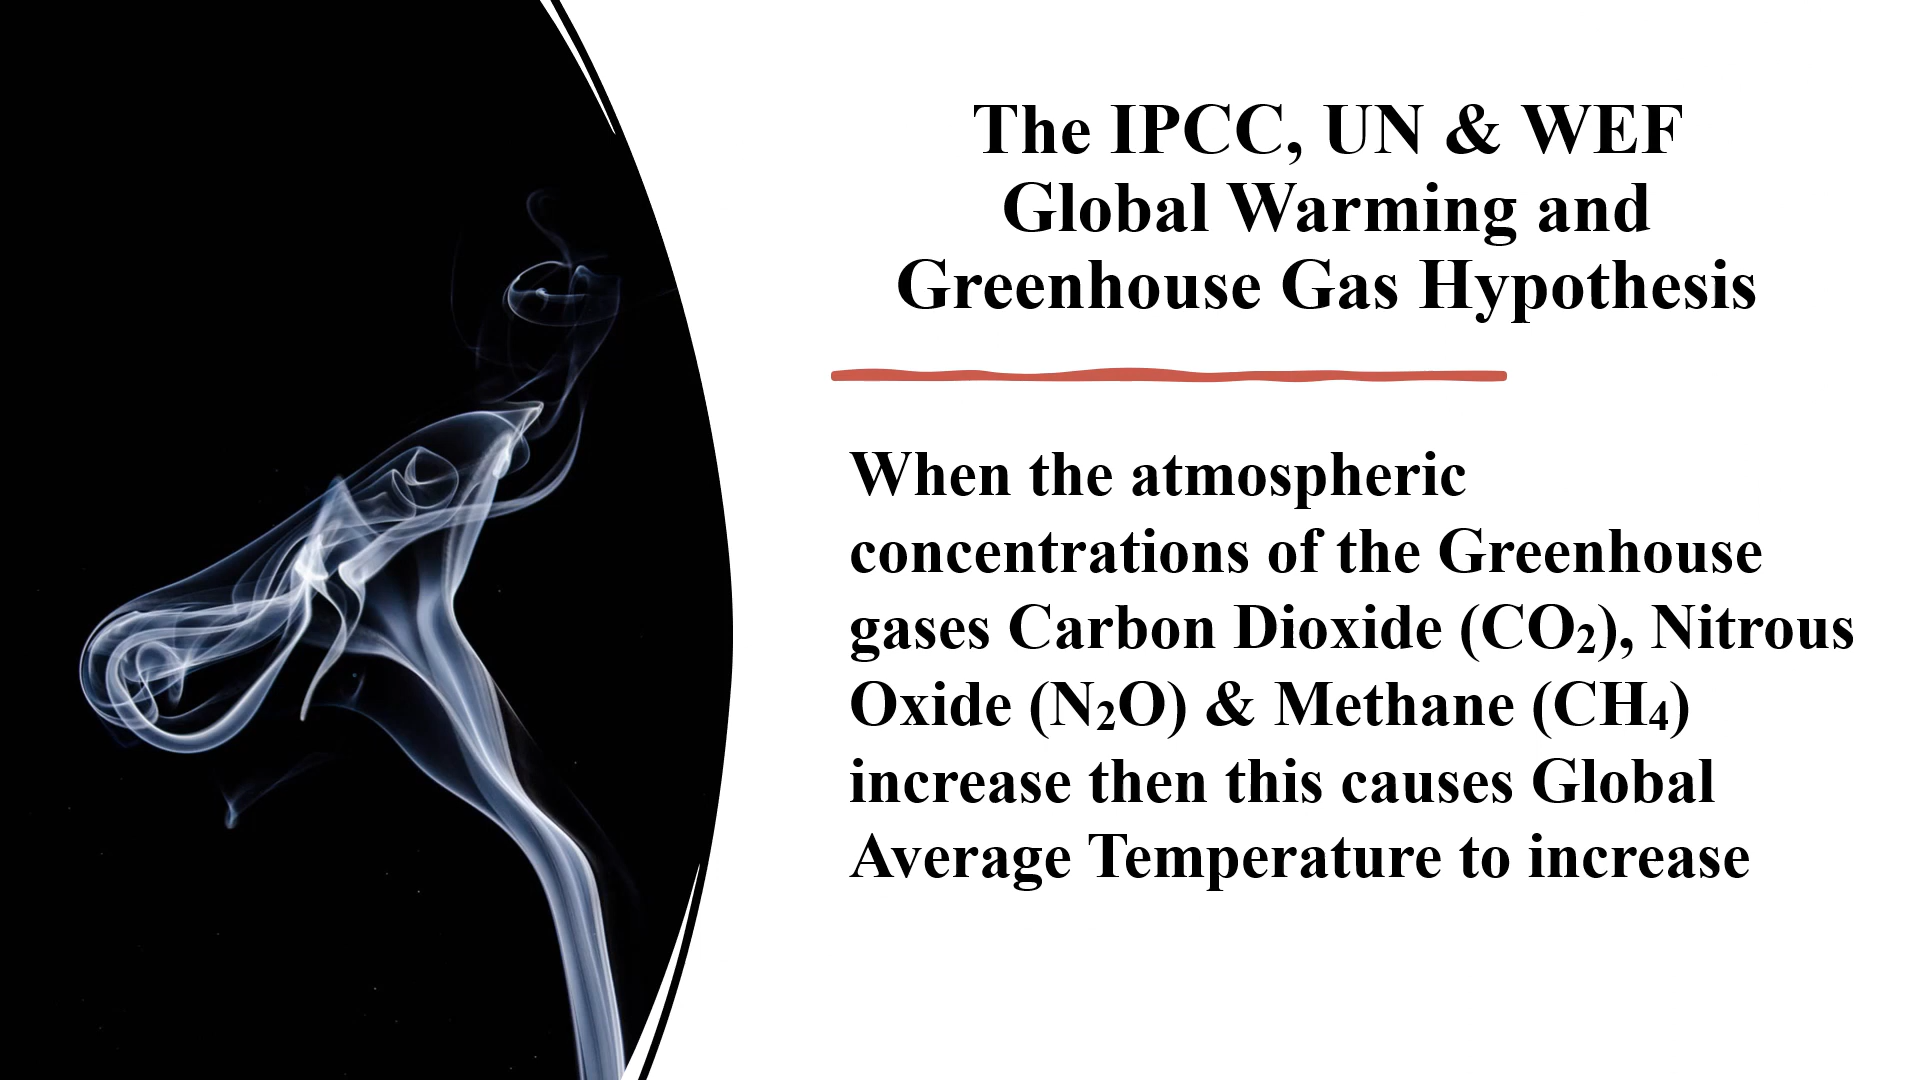 The IPCC, UN & WEF
Global Warming and
Greenhouse Gas Hypothesis
When the atmospheric
concentrations of the Greenhouse
gases Carbon Dioxide (CO₂), Nitrous
Oxide (N₂O) & Methane (CH₄)
increase then this causes Global
Average Temperature to increase